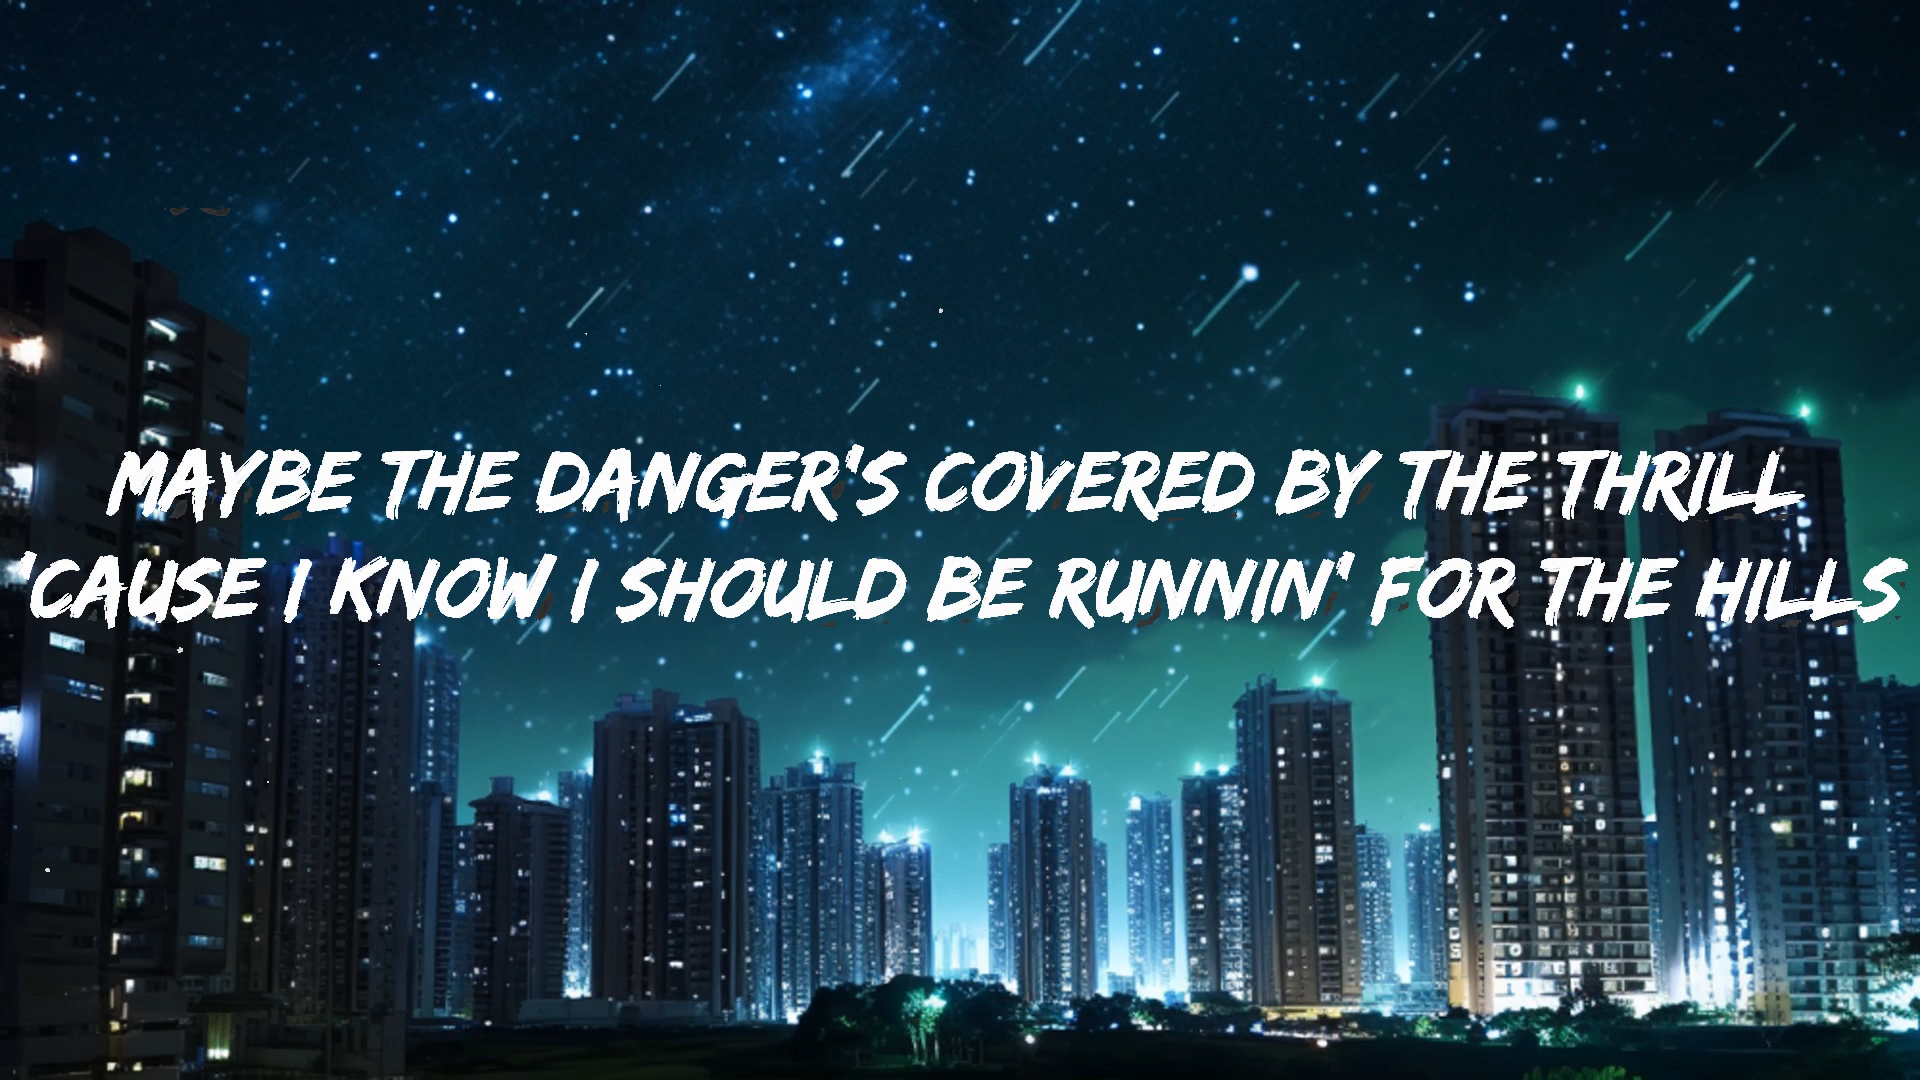 MAYBE THE DANGER'S COVERED BY THE THRILL
'CAUSE I KNOW I SHOULD BE RUNNIN' FOR THE HILLS